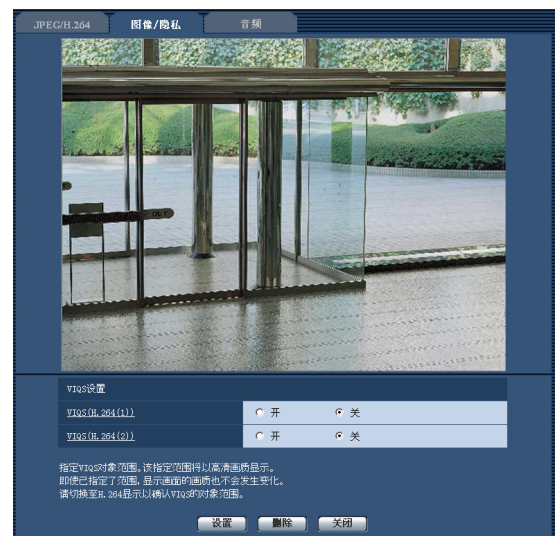 JPEG/H.264 图像/隐私 音频
OUT
VIQS设置
VIQS(H.264(1)) 开 关
VIQS(H.264(2)) 开 关
指定VIQS对象范围。该指定范围将以高清画质显示。
即使已指定了范围,显示画面的画质也不会发生变化。
请切换至H.264显示以确认VIQS的对象范围。
设置 删除 关闭